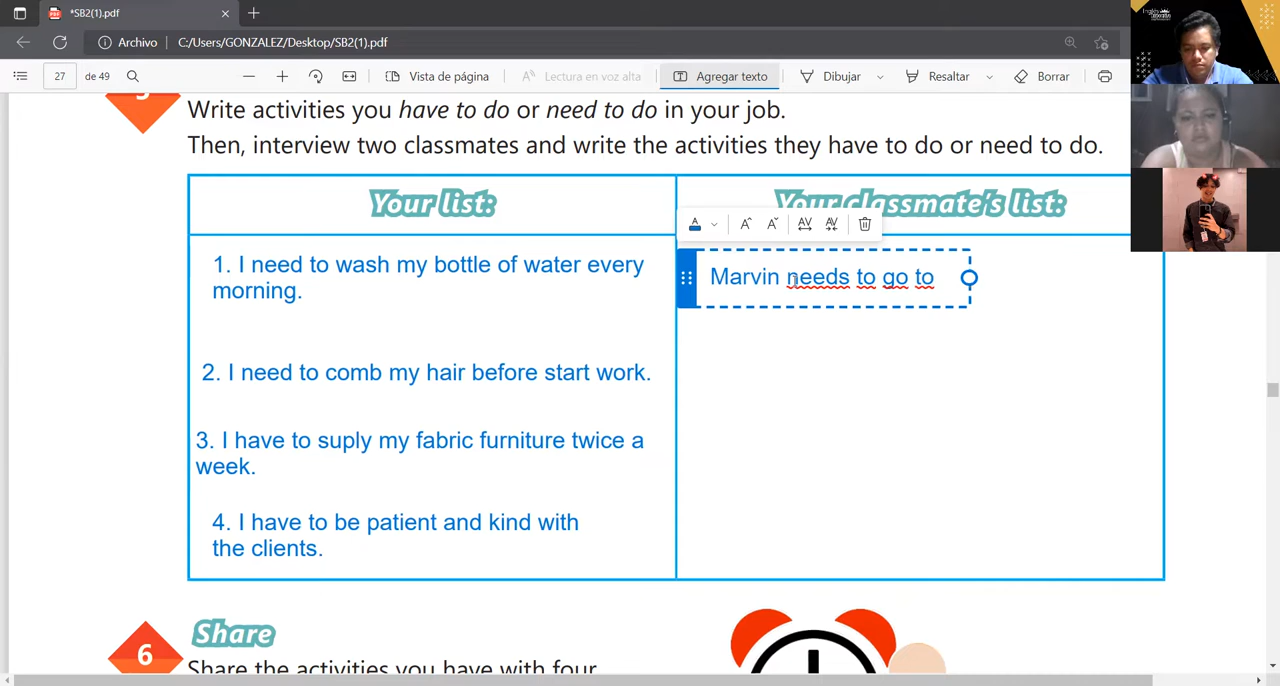 *SB2(1).pdf
Archivo C:/Users/GONZALEZ/Desktop/SB2(1).pdf
27 de 49 Vista de página Lectura en voz alta Agregar texto Dibujar Resaltar Borrar
Write activities you have to do or need to do in your job.
Then, interview two classmates and write the activities they have to do or need to do.
Your list: Your classmate's list:
1. I need to wash my bottle of water every
morning.
Marvin needs to go to
2. I need to comb my hair before start work.
3. I have to suply my fabric furniture twice a
week.
4. I have to be patient and kind with
the clients.
6 Share
Share the activities you have with four